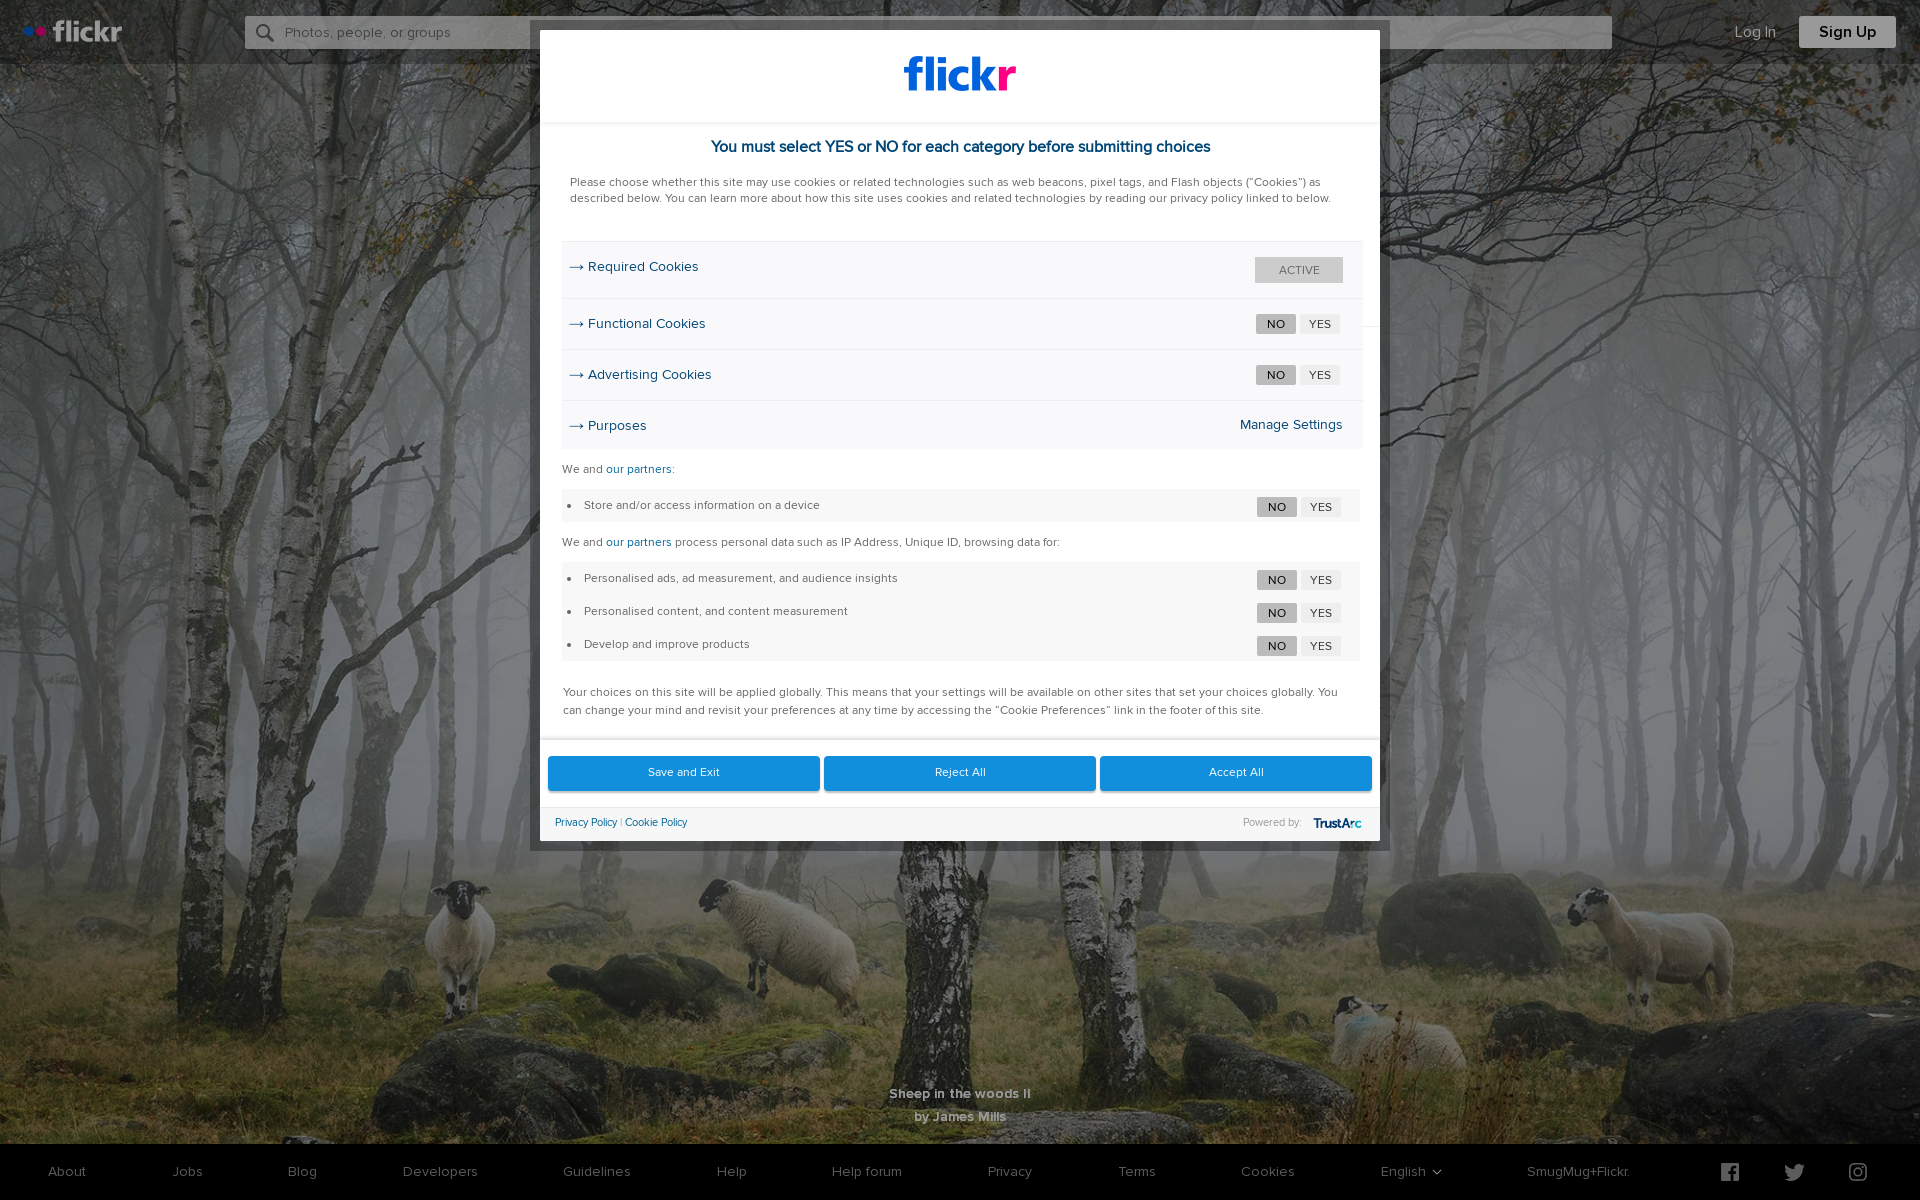 flickr
Photos, people, or groups
Log In
Sign Up
flickr
You must select YES or NO for each category before submitting choices
Please choose whether this site may use cookies or related technologies such as web beacons, pixel tags, and Flash objects (“Cookies”) as
described below. You can learn more about how this site uses cookies and related technologies by reading our privacy policy linked to below.
→ Required Cookies ACTIVE
→ Functional Cookies NO YES
→ Advertising Cookies NO YES
→ Purposes Manage Settings
We and our partners:
• Store and/or access information on a device NO YES
We and our partners process personal data such as IP Address, Unique ID, browsing data for:
• Personalised ads, ad measurement, and audience insights NO YES
• Personalised content, and content measurement NO YES
• Develop and improve products NO YES
Your choices on this site will be applied globally. This means that your settings will be available on other sites that set your choices globally. You
can change your mind and revisit your preferences at any time by accessing the “Cookie Preferences” link in the footer of this site.
Save and Exit Reject All Accept All
Privacy Policy | Cookie Policy Powered by: TrustArc
Sheep in the woods II
by James Mills
About Jobs Blog Developers Guidelines Help Help forum Privacy Terms Cookies English SmugMug+Flickr.